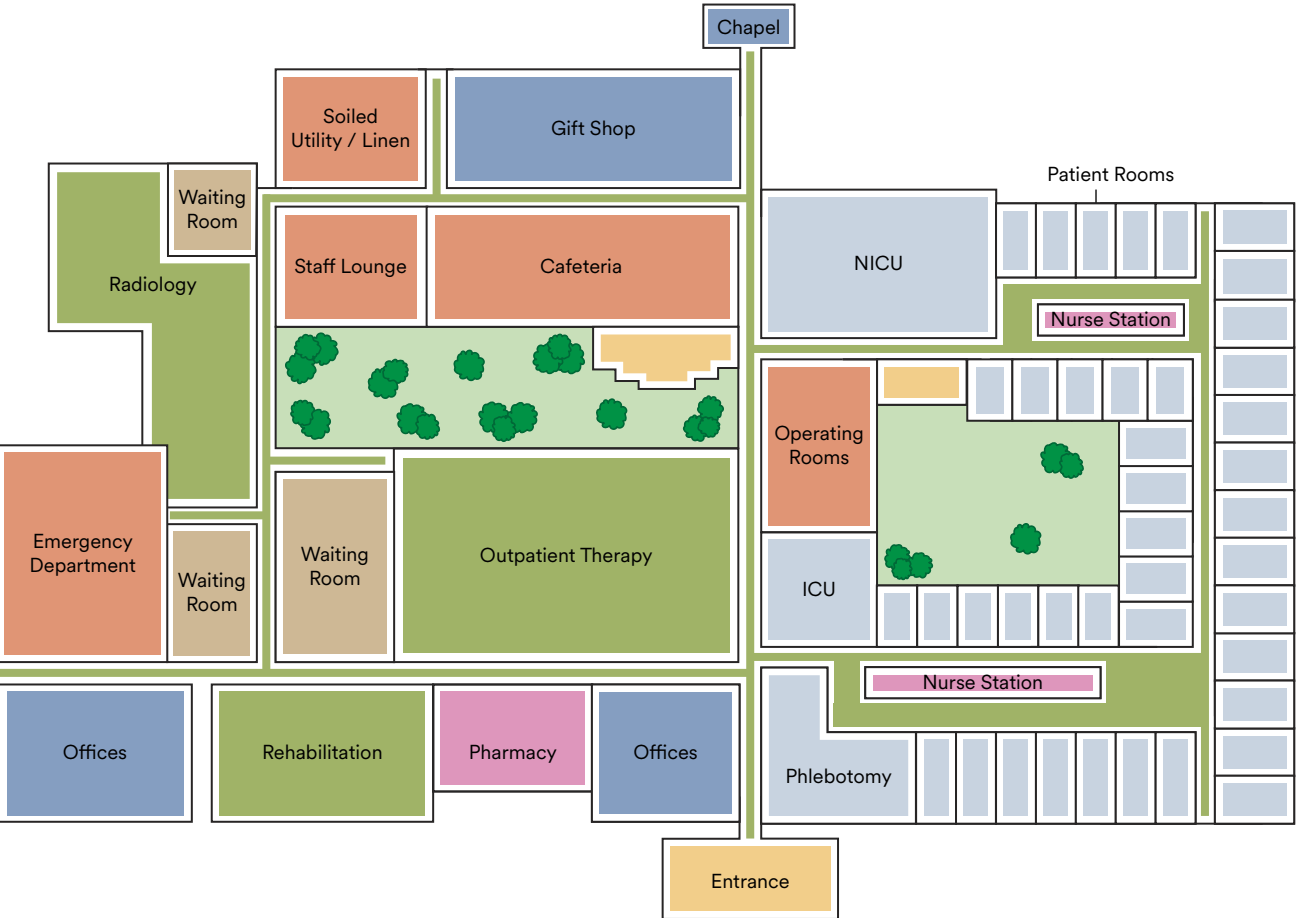 Chapel
Soiled
Utility / Linen
Gift Shop
Patient Rooms
Waiting
Room
Radiology
Staff Lounge
Cafeteria
NICU
Nurse Station
Operating
Rooms
Emergency
Department
Waiting
Room
Waiting
Room
Outpatient Therapy
ICU
Nurse Station
Offices
Rehabilitation
Pharmacy
Offices
Phlebotomy
Entrance